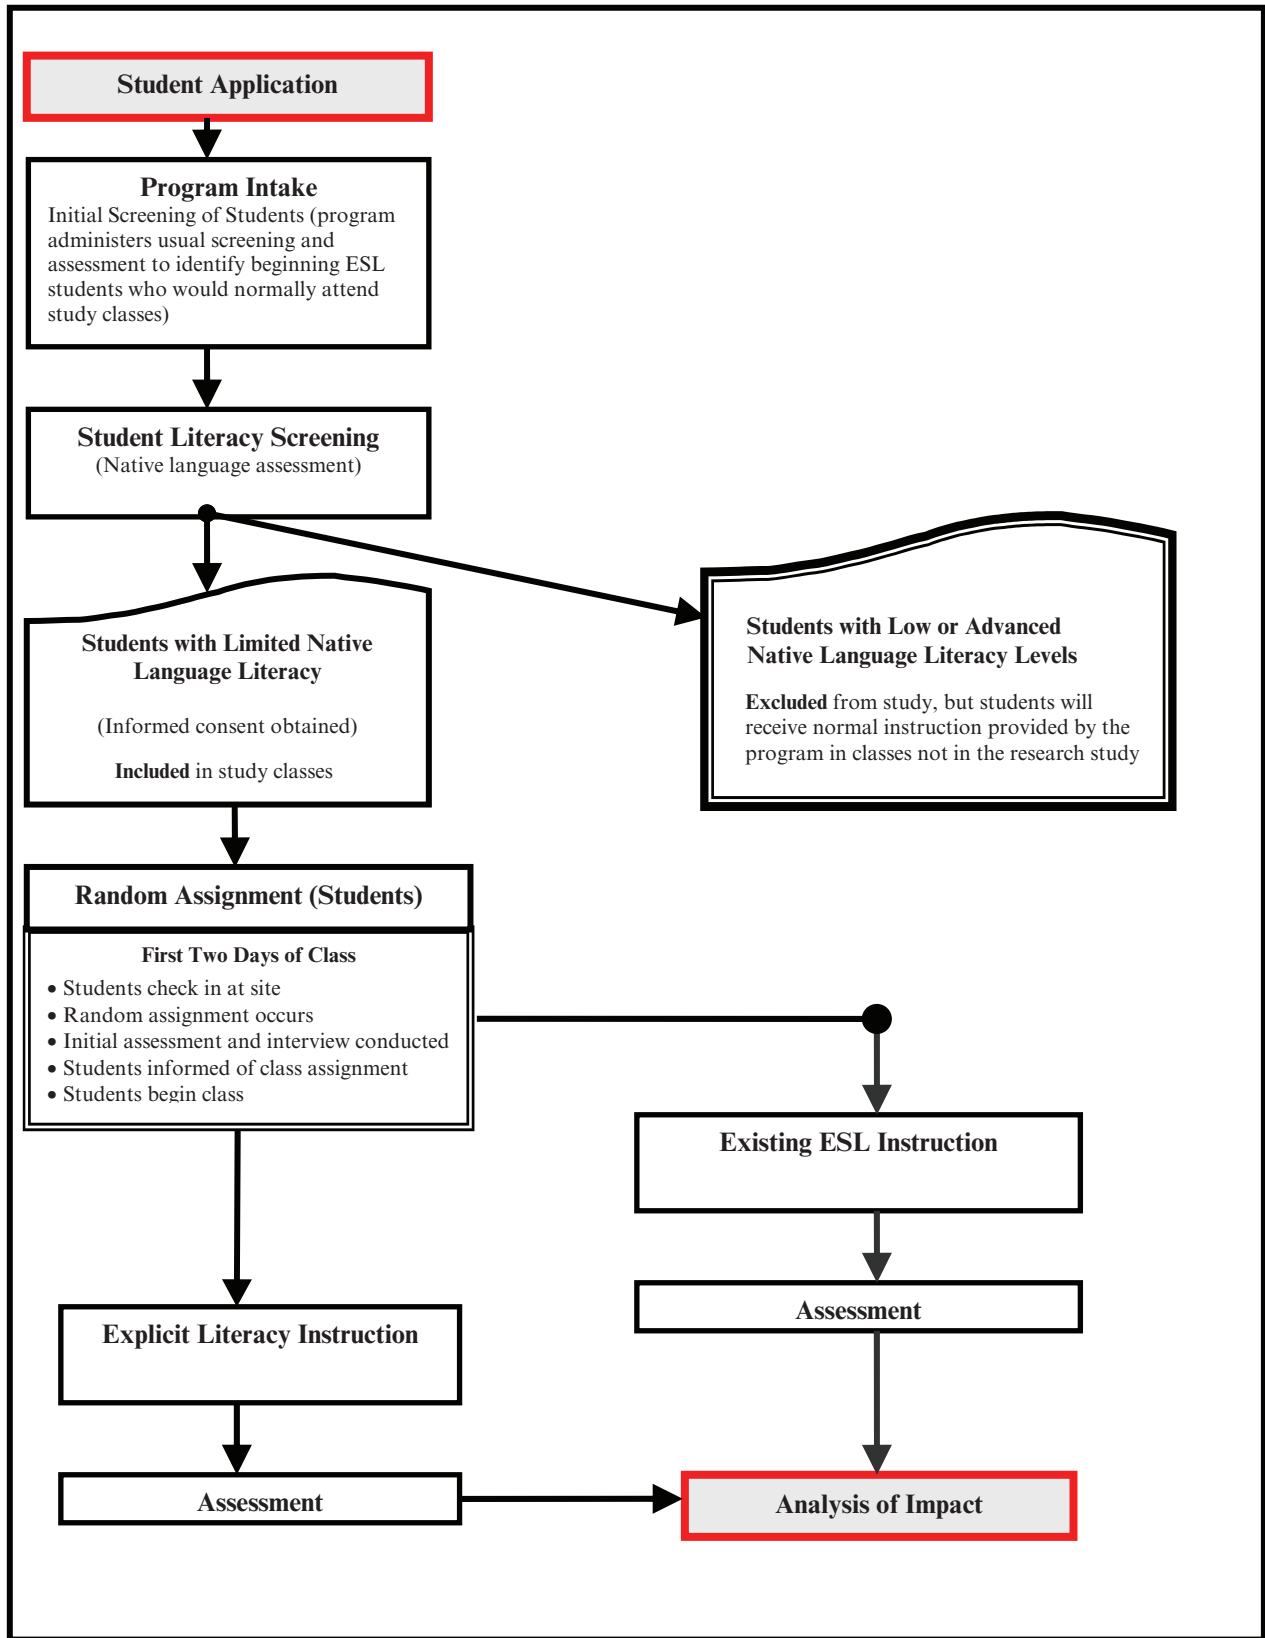 Student Application
Program Intake
Initial Screening of Students (program
administers usual screening and
assessment to identify beginning ESL
students who would normally attend
study classes)
Student Literacy Screening
(Native language assessment)
Students with Limited Native
Language Literacy
(Informed consent obtained)
Included in study classes
Students with Low or Advanced
Native Language Literacy Levels
Excluded from study, but students will
receive normal instruction provided by the
program in classes not in the research study
Random Assignment (Students)
First Two Days of Class
• Students check in at site
• Random assignment occurs
• Initial assessment and interview conducted
• Students informed of class assignment
• Students begin class
Existing ESL Instruction
Assessment
Explicit Literacy Instruction
Assessment
Analysis of Impact